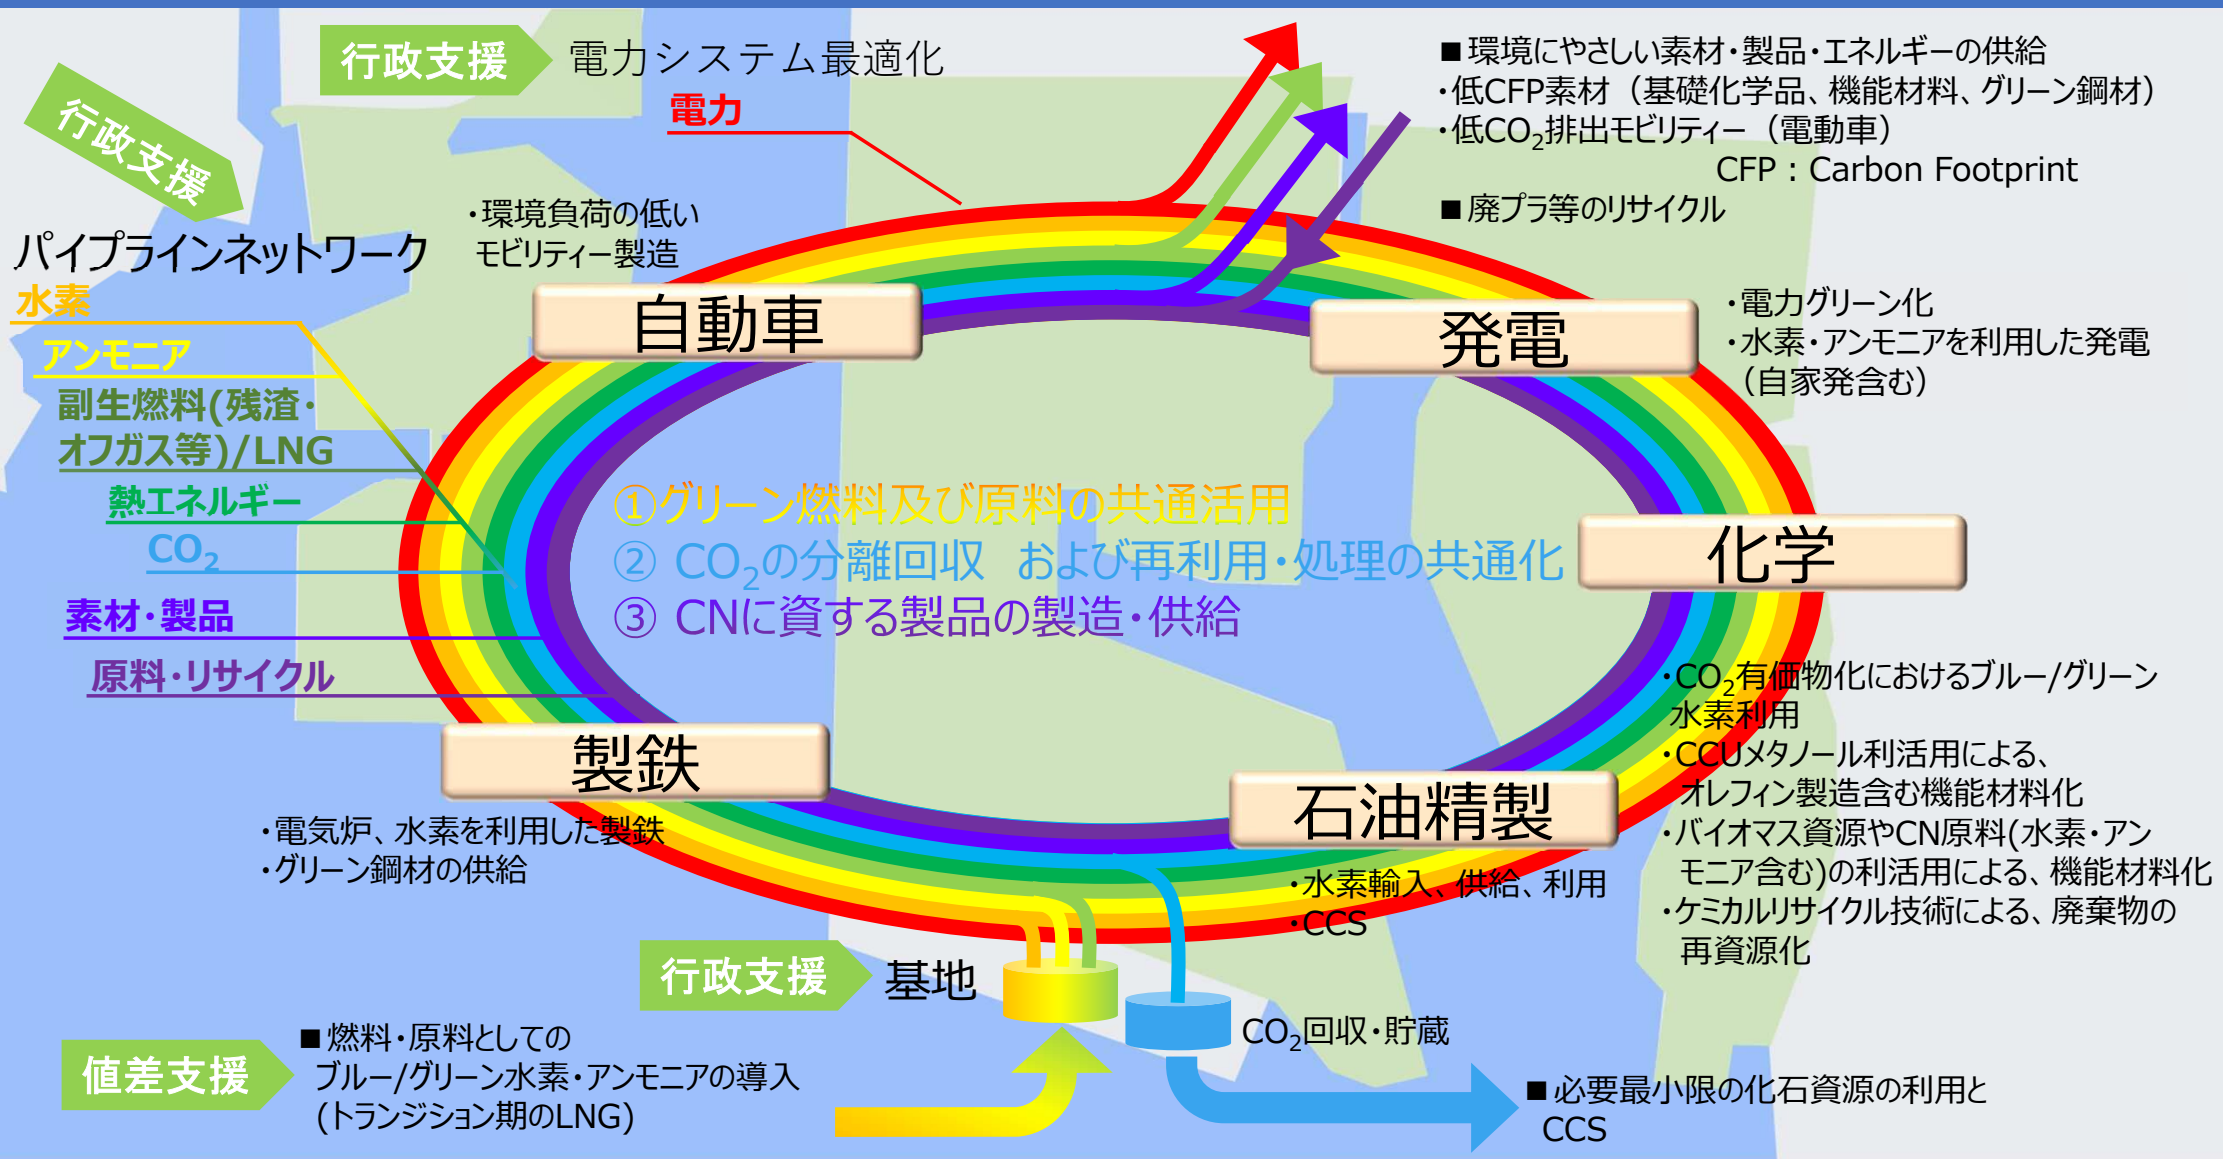 行政支援
電力システム最適化
電力
行政支援
パイプラインネットワーク
水素
アンモニア
副生燃料(残渣・
オフガス等)/LNG
熱エネルギー
CO₂
素材・製品
原料・リサイクル
・環境負荷の低い
モビリティー製造
自動車
■環境にやさしい素材・製品・エネルギーの供給
・低CFP素材（基礎化学品、機能材料、グリーン鋼材）
・低CO₂排出モビリティー（電動車）
CFP：Carbon Footprint
■廃プラ等のリサイクル
発電
・電力グリーン化
・水素・アンモニアを利用した発電
（自家発含む）
①グリーン燃料及び原料の共通活用
② CO₂の分離回収　および再利用・処理の共通化
③ CNに資する製品の製造・供給
化学
・CO₂有価物化におけるブルー/グリーン
水素利用
・CCUメタノール利活用による、
オレフィン製造含む機能材料化
・バイオマス資源やCN原料(水素・アン
モニア含む)の利活用による、機能材料化
・ケミカルリサイクル技術による、廃棄物の
再資源化
製鉄
・電気炉、水素を利用した製鉄
・グリーン鋼材の供給
石油精製
・水素輸入、供給、利用
・CCS
行政支援
基地
CO₂回収・貯蔵
値差支援
■燃料・原料としての
ブルー/グリーン水素・アンモニアの導入
(トランジション期のLNG)
■必要最小限の化石資源の利用と
CCS